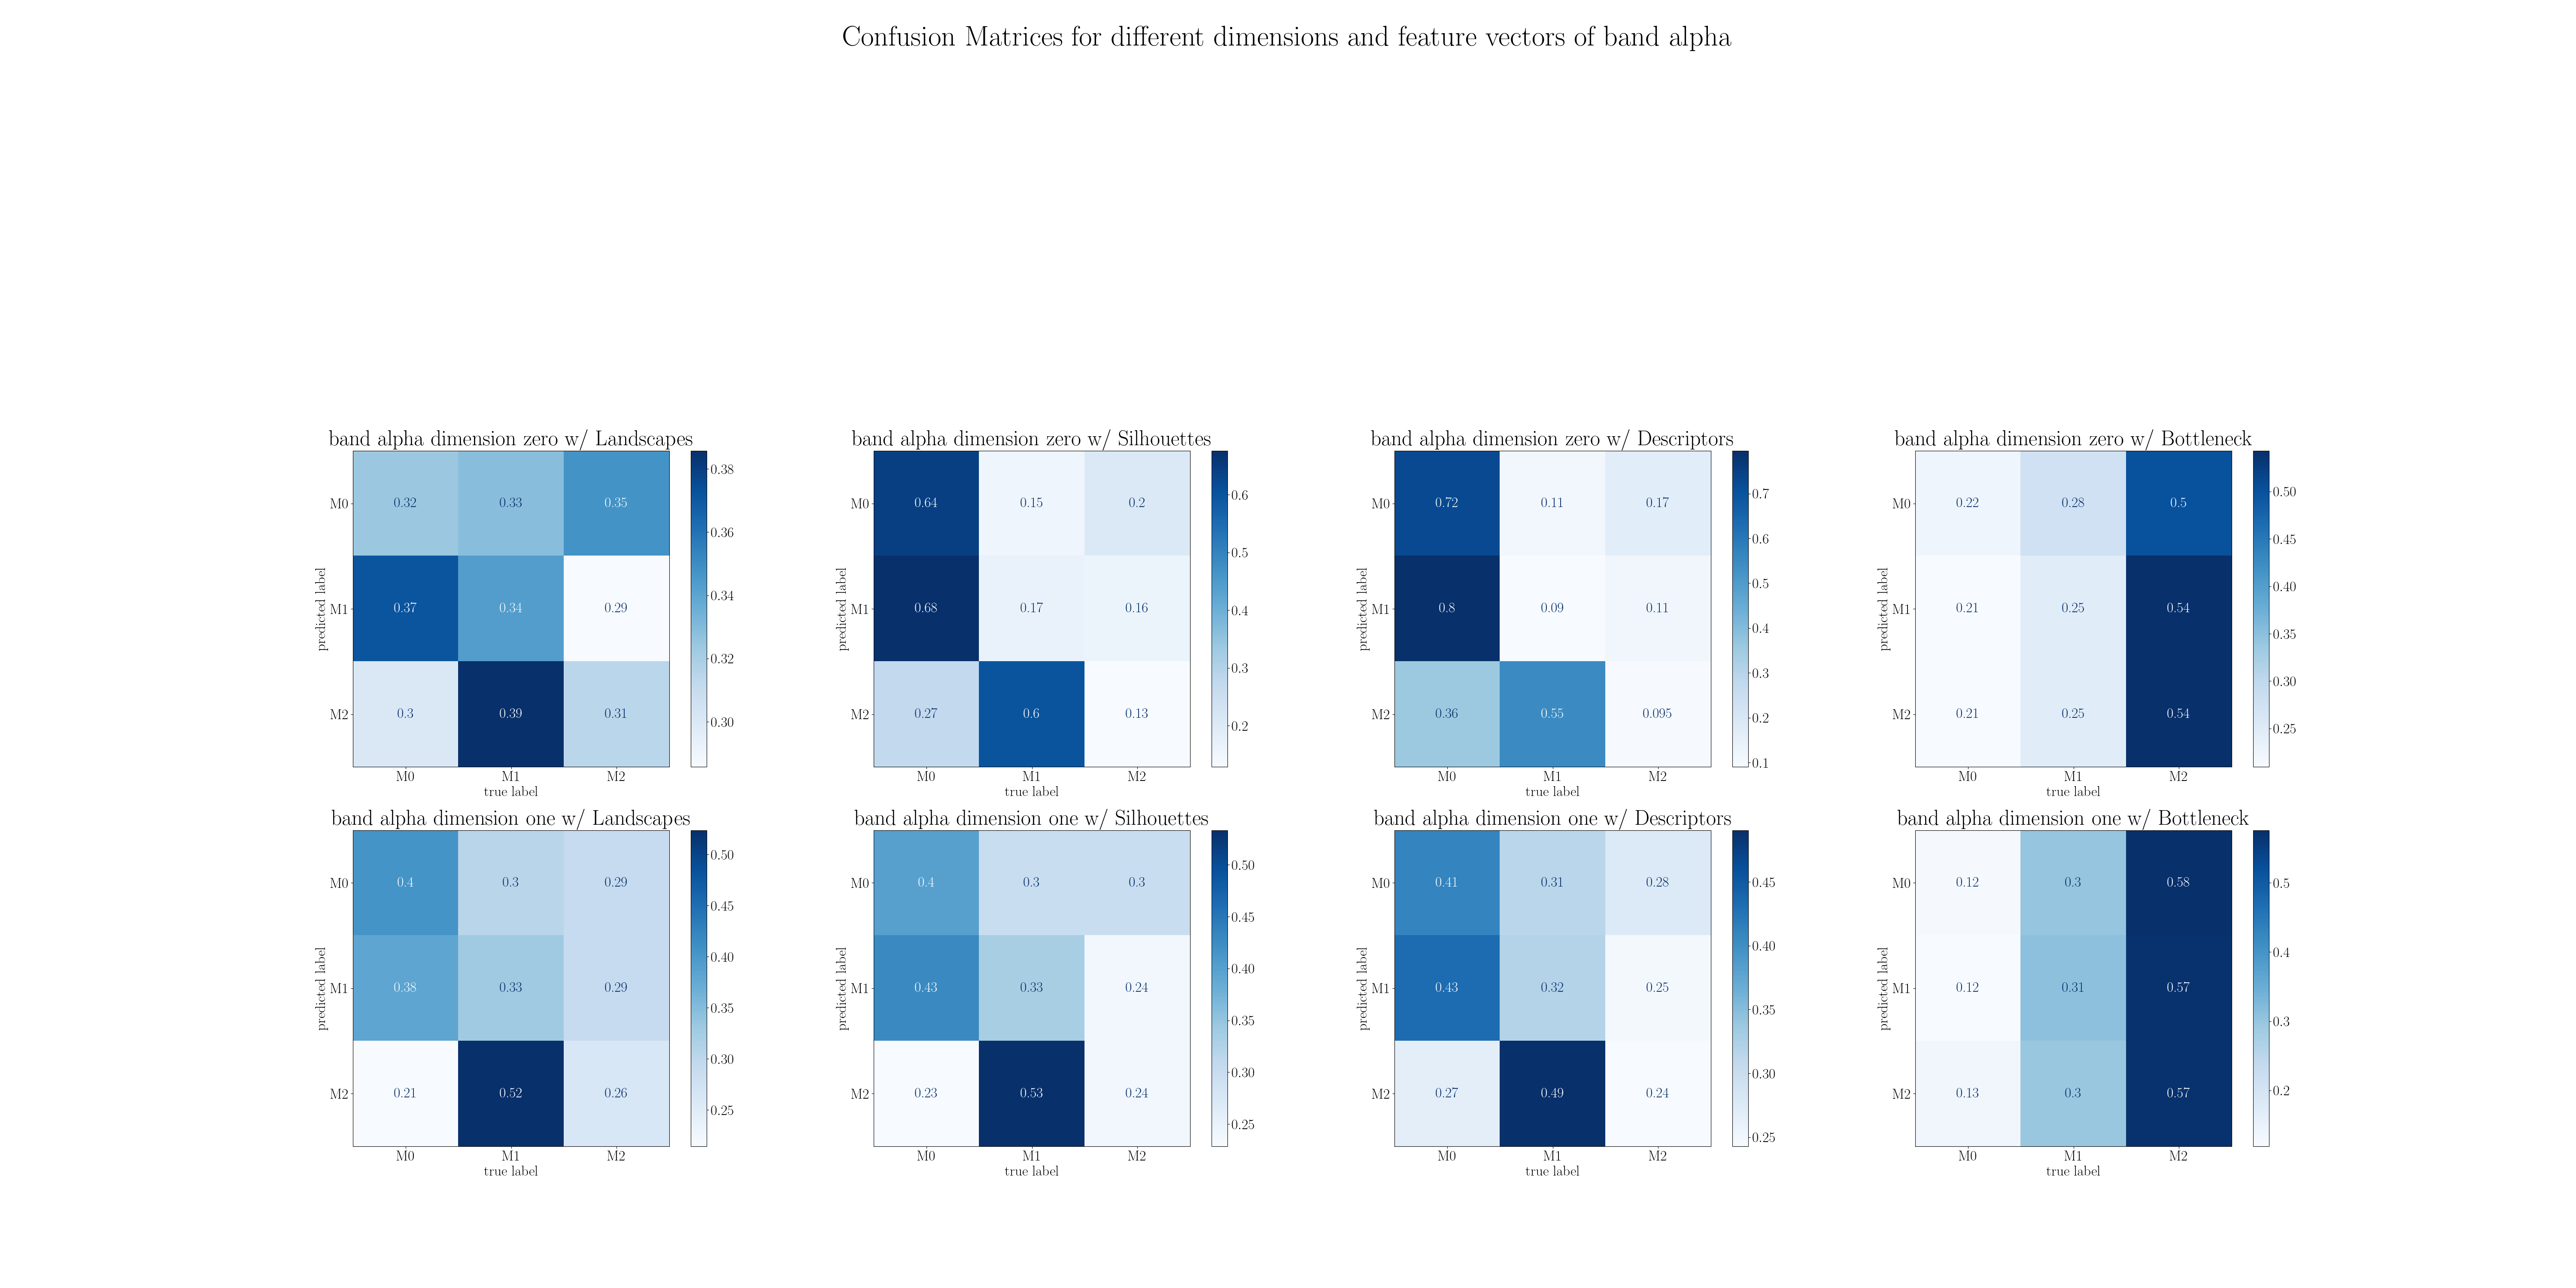 Confusion Matrices for different dimensions and feature vectors of band alpha
band alpha dimension zero w/ Landscapes
M0 0.32 0.33 0.35
M1 0.37 0.34 0.29
M2 0.3 0.39 0.31
M0 M1 M2
true label
predicted label
0.38
0.36
0.34
0.32
0.30
band alpha dimension zero w/ Silhouettes
M0 0.64 0.15 0.2
M1 0.68 0.17 0.16
M2 0.27 0.6 0.13
M0 M1 M2
true label
predicted label
0.6
0.5
0.4
0.3
0.2
band alpha dimension zero w/ Descriptors
M0 0.72 0.11 0.17
M1 0.8 0.09 0.11
M2 0.36 0.55 0.095
M0 M1 M2
true label
predicted label
0.7
0.6
0.5
0.4
0.3
0.2
0.1
band alpha dimension zero w/ Bottleneck
M0 0.22 0.28 0.5
M1 0.21 0.25 0.54
M2 0.21 0.25 0.54
M0 M1 M2
true label
predicted label
0.50
0.45
0.40
0.35
0.30
0.25
band alpha dimension one w/ Landscapes
M0 0.4 0.3 0.29
M1 0.38 0.33 0.29
M2 0.21 0.52 0.26
M0 M1 M2
true label
predicted label
0.50
0.45
0.40
0.35
0.30
0.25
band alpha dimension one w/ Silhouettes
M0 0.4 0.3 0.3
M1 0.43 0.33 0.24
M2 0.23 0.53 0.24
M0 M1 M2
true label
predicted label
0.50
0.45
0.40
0.35
0.30
0.25
band alpha dimension one w/ Descriptors
M0 0.41 0.31 0.28
M1 0.43 0.32 0.25
M2 0.27 0.49 0.24
M0 M1 M2
true label
predicted label
0.45
0.40
0.35
0.30
0.25
band alpha dimension one w/ Bottleneck
M0 0.12 0.3 0.58
M1 0.12 0.31 0.57
M2 0.13 0.3 0.57
M0 M1 M2
true label
predicted label
0.5
0.4
0.3
0.2